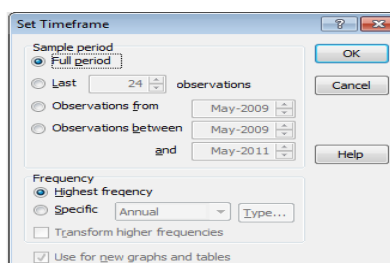 Set Timeframe
Sample period
Full period
Last 24 observations
Observations from May-2009
Observations between May-2009
and May-2011
OK
Cancel
Help
Frequency
Highest freqency
Specific Annual Type...
Transform higher frequencies
Use for new graphs and tables